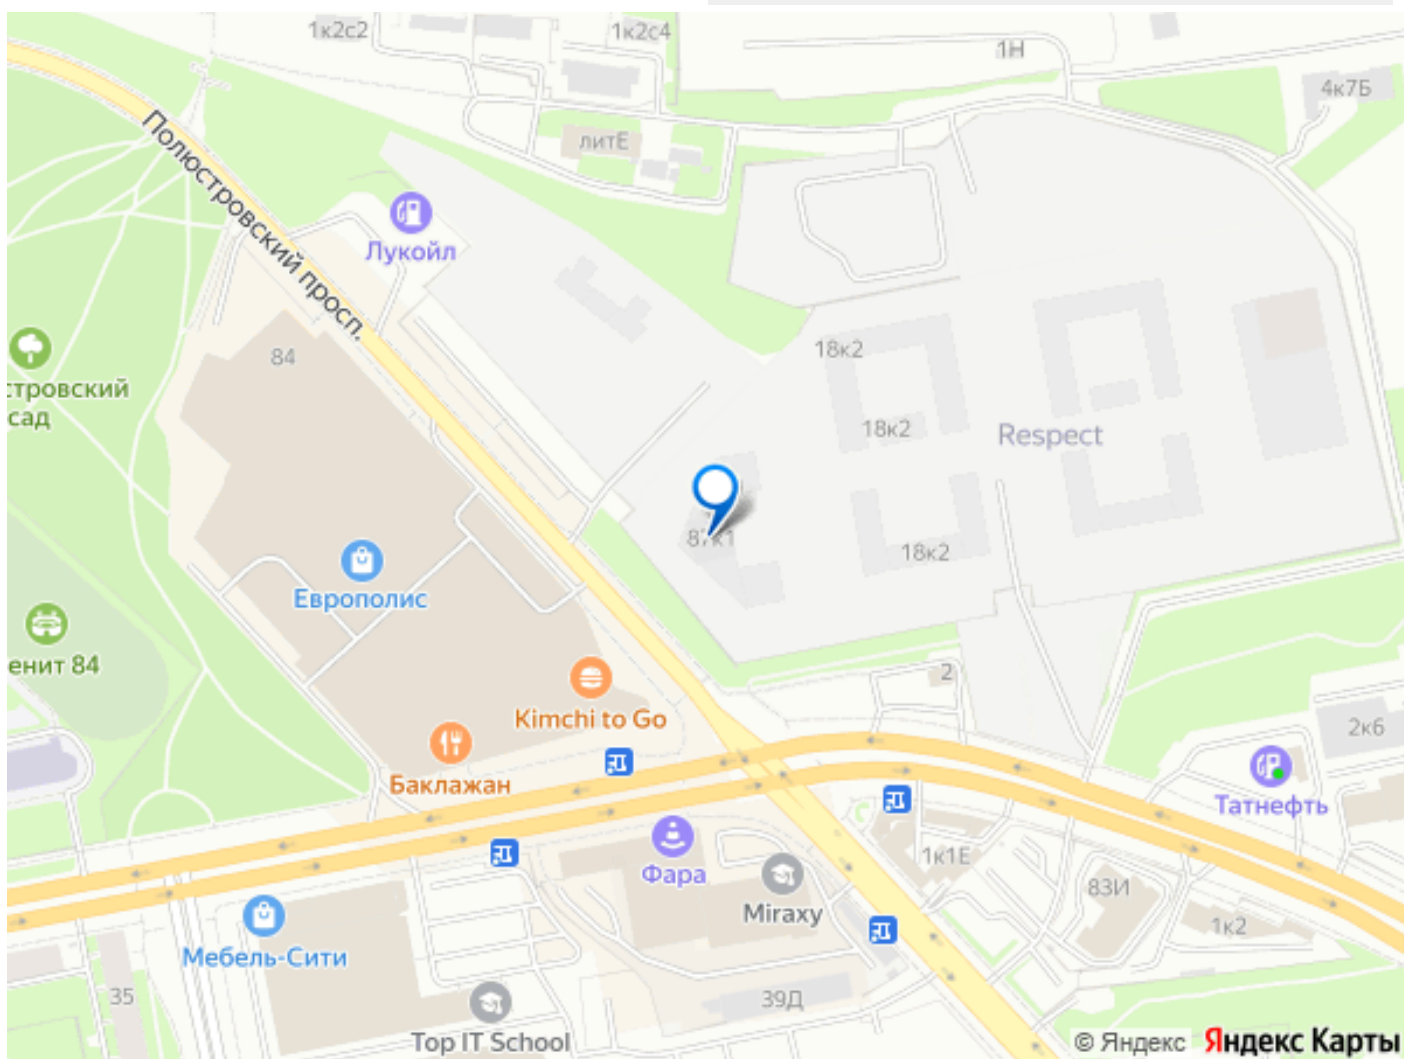 1к2с2
1к2с4
1Н
4к7Б
литЕ
Полюстровский просп.
Лукойл
84
18к2
стровский
сад
18к2
Respect
87к1
18к2
Европолис
енит 84
2
Kimchi to Go
2к6
Баклажан
Татнефть
1к1Е
Фара
83И
Miraxy
1к2
Мебель-Сити
35
39Д
Top IT School
© Яндекс Яндекс Карты